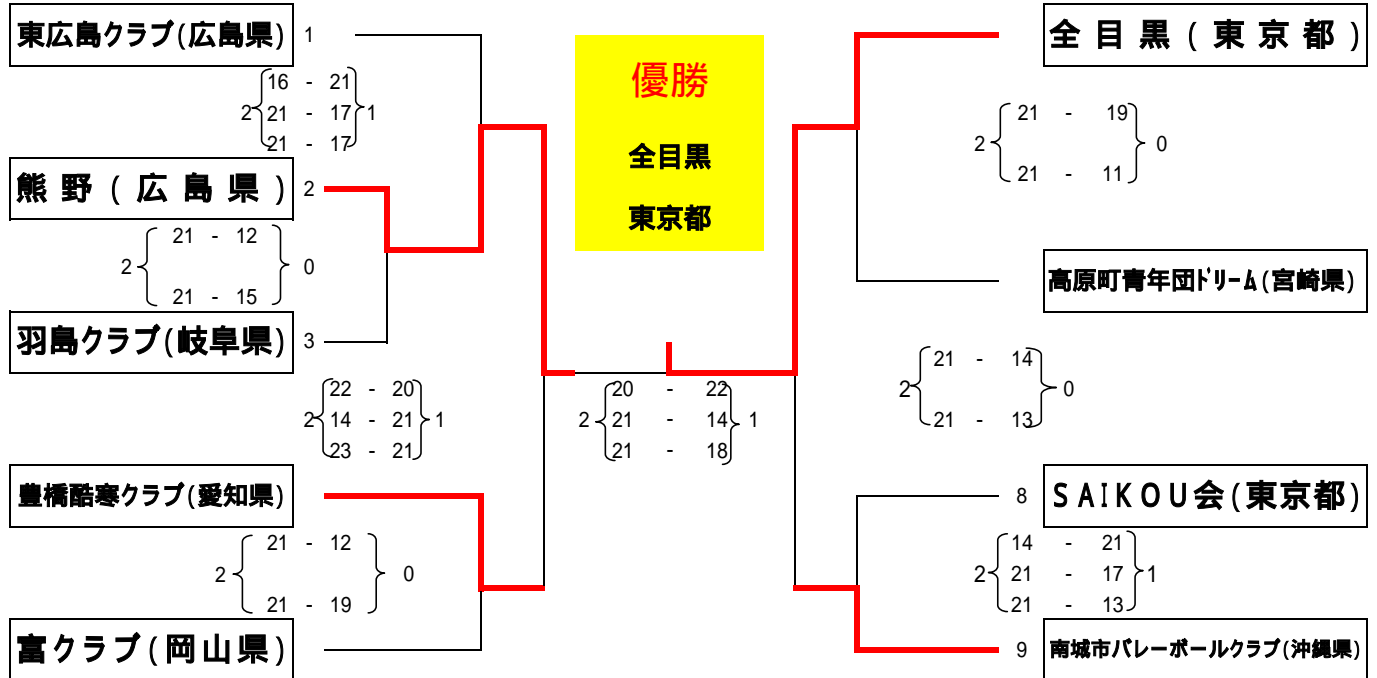 東広島クラブ(広島県) 1
16 - 21
2 21 - 17 1
21 - 17
熊野(広島県) 2
21 - 12
2 0
21 - 15
羽島クラブ(岐阜県) 3
22 - 20
2 14 - 21 1
23 - 21
豊橋酷寒クラブ(愛知県)
21 - 12
2 0
21 - 19
富クラブ(岡山県)
優勝
全目黒
東京都
20 - 22
2 21 - 14 1
21 - 18
全目黒(東京都)
21 - 19
2 0
21 - 11
高原町青年団ドリーム(宮崎県)
21 - 14
2 0
21 - 13
8 SAIKOU会(東京都)
14 - 21
2 21 - 17 1
21 - 13
9 南城市バレーボールクラブ(沖縄県)